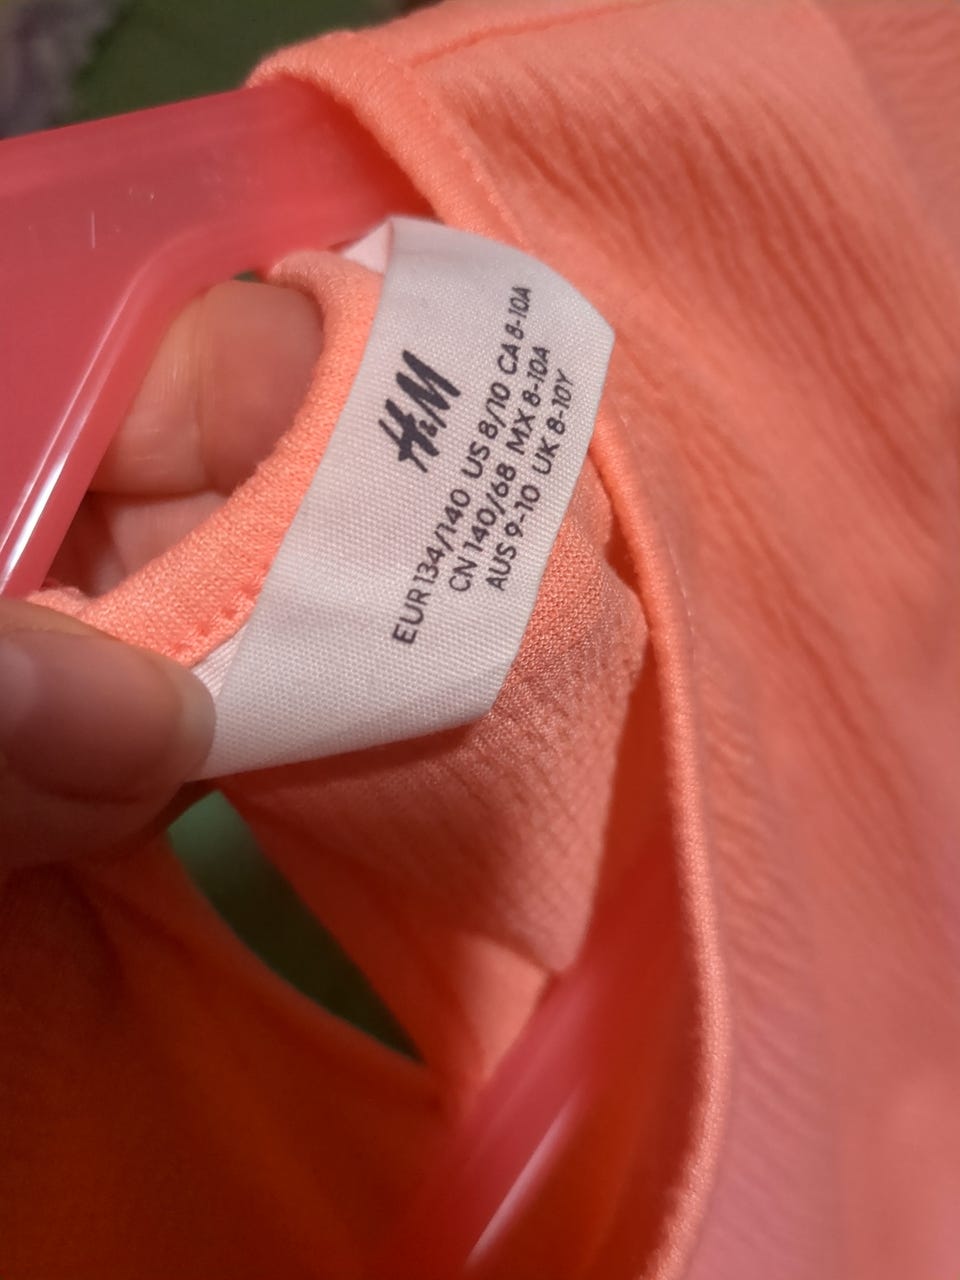 H&M
EUR 134/140 US 8/10 CA 8-10A
CN 140/68 MX 8-10A
AUS 9-10 UK 8-10Y